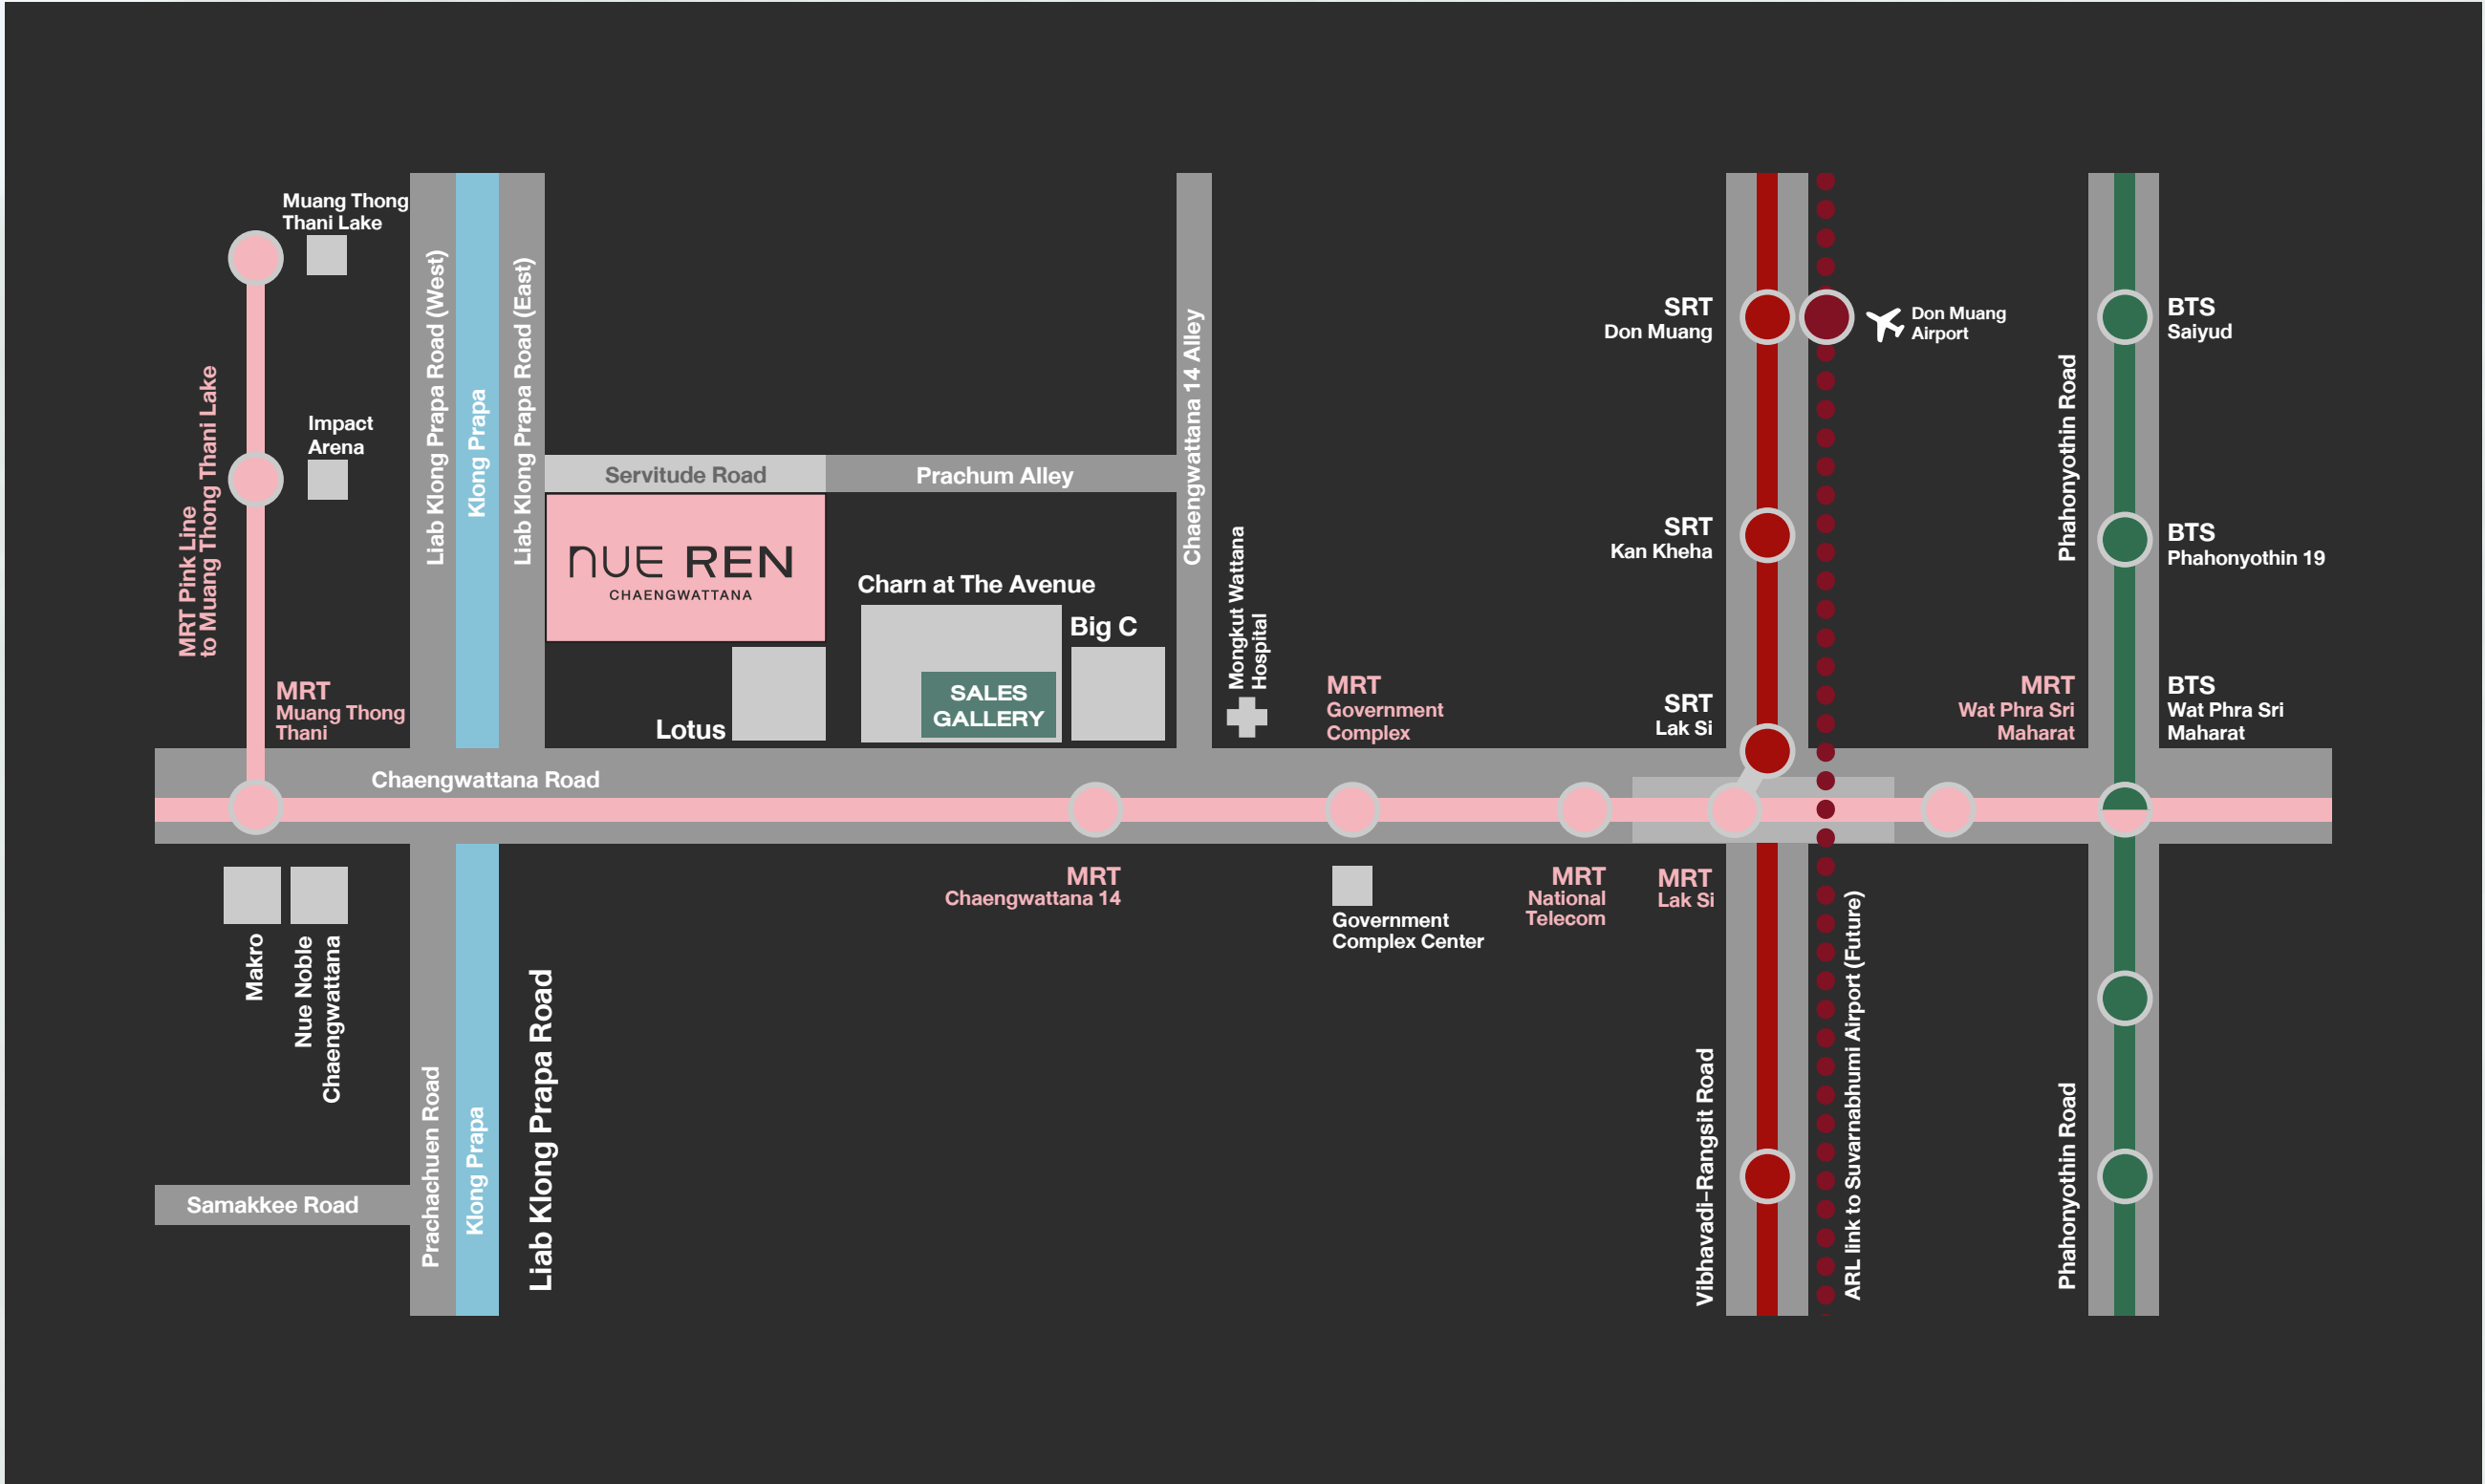 Muang Thong
Thani Lake
Impact
Arena
MRT Pink Line
to Muang Thong Thani Lake
MRT
Muang Thong
Thani
Liab Klong Prapa Road (West)
Klong Prapa
Liab Klong Prapa Road (East)
Servitude Road
Prachum Alley
NUE REN
CHAENGWATTANA
Charn at The Avenue
Big C
SALES
GALLERY
Lotus
Chaengwattana 14 Alley
Mongkut Wattana
Hospital
MRT
Government
Complex
SRT
Don Muang
Don Muang
Airport
SRT
Kan Kheha
SRT
Lak Si
Phahonyothin Road
BTS
Saiyud
BTS
Phahonyothin 19
MRT
Wat Phra Sri
Maharat
BTS
Wat Phra Sri
Maharat
Chaengwattana Road
Makro
Nue Noble
Chaengwattana
MRT
Chaengwattana 14
Government
Complex Center
MRT
National
Telecom
MRT
Lak Si
Samakkee Road
Prachachuen Road
Klong Prapa
Liab Klong Prapa Road
Vibhavadi-Rangsit Road
ARL link to Suvarnabhumi Airport (Future)
Phahonyothin Road